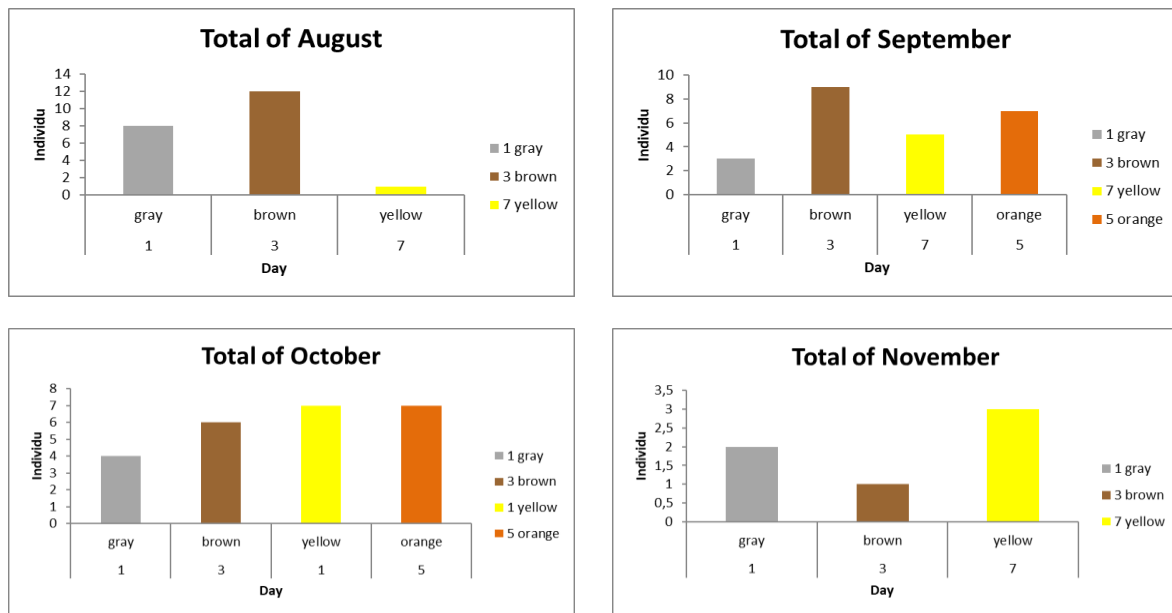 Total of August
14
12
10
8
6
4
2
0
Individu
gray brown yellow
1 3 7
Day
1 gray
3 brown
7 yellow
Total of September
10
8
6
4
2
0
Individu
gray brown yellow orange
1 3 7 5
Day
1 gray
3 brown
7 yellow
5 orange
Total of October
8
7
6
5
4
3
2
1
0
Individu
gray brown yellow orange
1 3 1 5
Day
1 gray
3 brown
1 yellow
5 orange
Total of November
3,5
3
2,5
2
1,5
1
0,5
0
Individu
gray brown yellow
1 3 7
Day
1 gray
3 brown
7 yellow